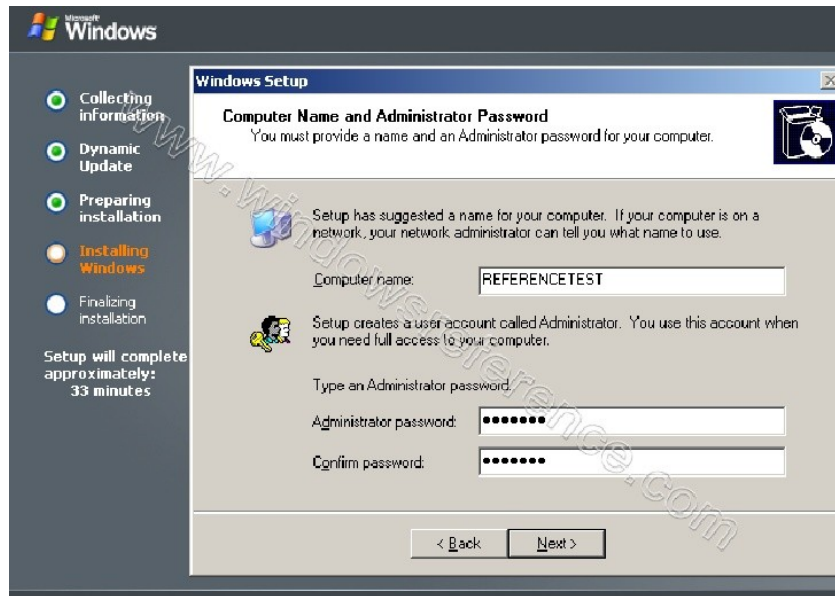 Microsoft
Windows
Collecting
information
Dynamic
Update
Preparing
installation
Installing
Windows
Finalizing
installation
Setup will complete
approximately:
33 minutes
Windows Setup
Computer Name and Administrator Password
You must provide a name and an Administrator password for your computer.
Setup has suggested a name for your computer. If your computer is on a
network, your network administrator can tell you what name to use.
Computer name:
REFERENCETEST
Setup creates a user account called Administrator. You use this account when
you need full access to your computer.
Type an Administrator password.
Administrator password:
•••••••
Confirm password:
•••••••
< Back
Next >
www.windowsreference.com